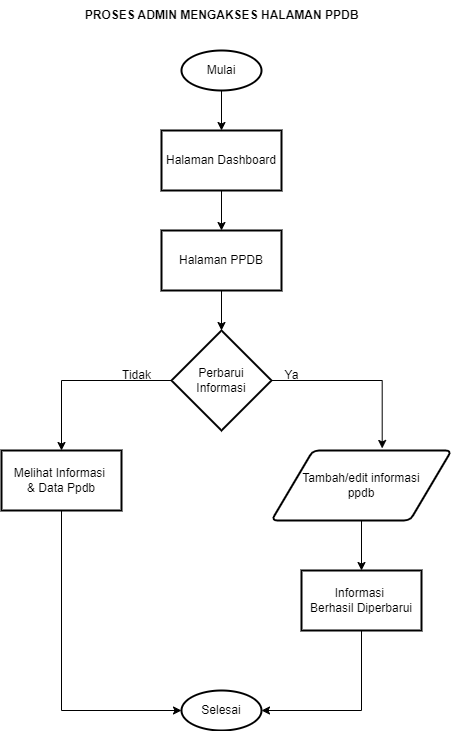 PROSES ADMIN MENGAKSES HALAMAN PPDB
Mulai
Halaman Dashboard
Halaman PPDB
Perbarui
Informasi
Tidak
Ya
Melihat Informasi
& Data Ppdb
Tambah/edit informasi
ppdb
Informasi
Berhasil Diperbarui
Selesai